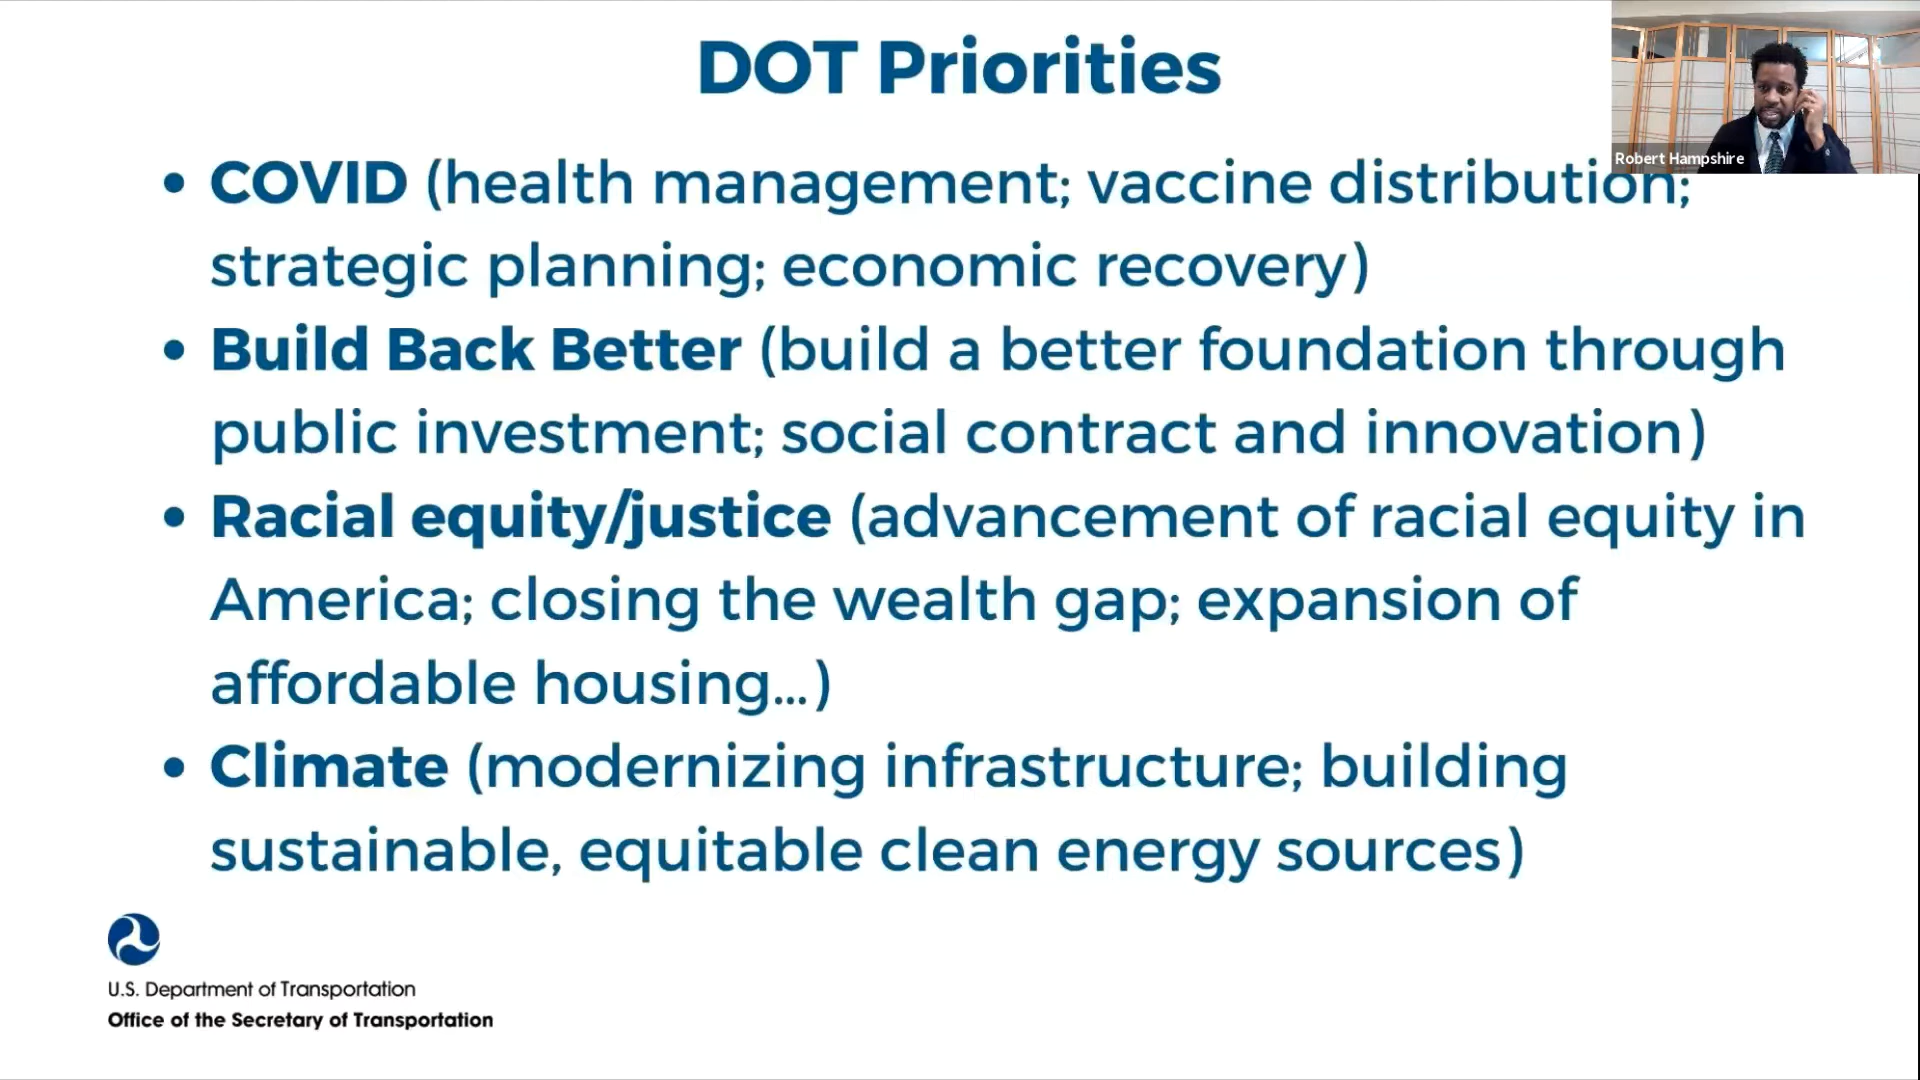 DOT Priorities
Robert Hampshire
• COVID (health management; vaccine distribution;
strategic planning; economic recovery)
• Build Back Better (build a better foundation through
public investment; social contract and innovation)
• Racial equity/justice (advancement of racial equity in
America; closing the wealth gap; expansion of
affordable housing...)
• Climate (modernizing infrastructure; building
sustainable, equitable clean energy sources)
U.S. Department of Transportation
Office of the Secretary of Transportation